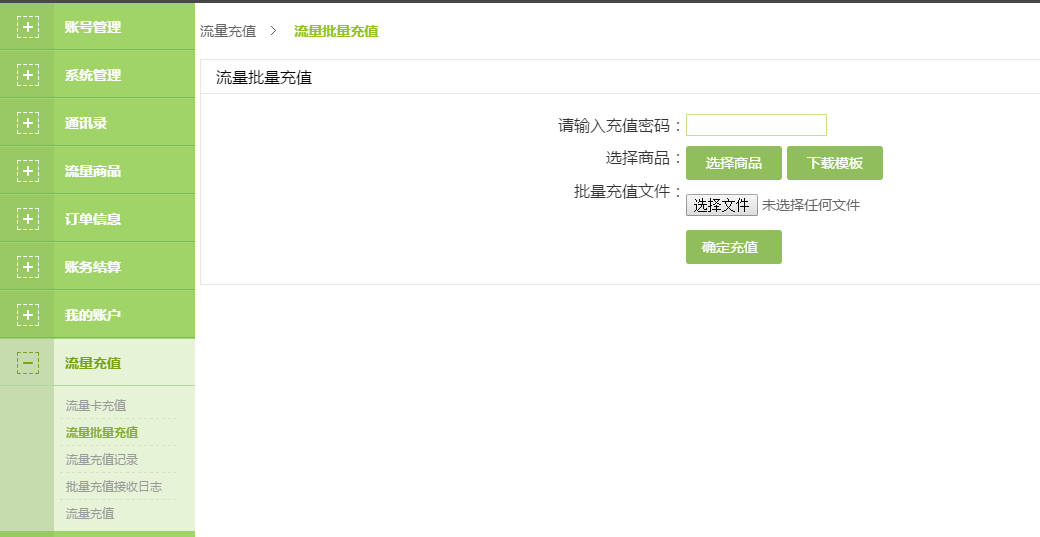 账号管理
系统管理
通讯录
流量商品
订单信息
账务结算
我的账户
流量充值
流量卡充值
流量批量充值
流量充值记录
批量充值接收日志
流量充值
流量充值 > 流量批量充值
流量批量充值
请输入充值密码：
选择商品： 选择商品 下载模板
批量充值文件： 选择文件 未选择任何文件
确定充值